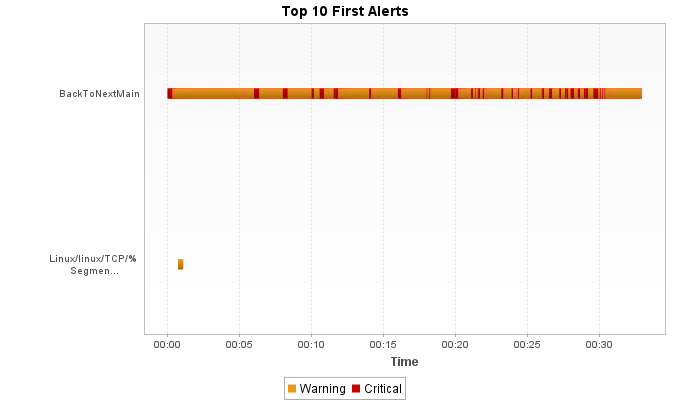 Top 10 First Alerts
BackToNextMain
Linux/linux/TCP/%
Segmen...
00:00 00:05 00:10 00:15 00:20 00:25 00:30
Time
Warning Critical